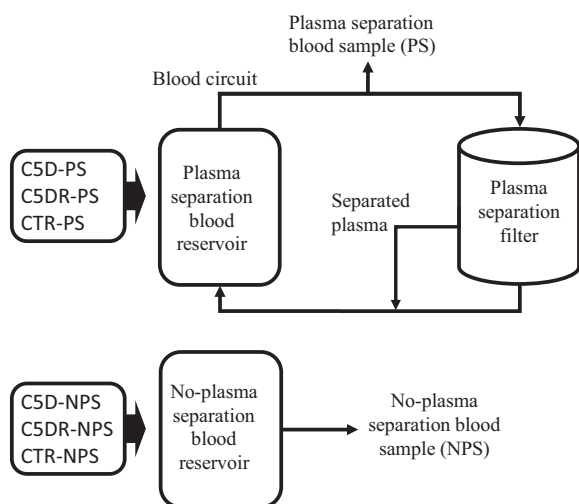 Plasma separation
blood sample (PS)
Blood circuit
C5D-PS
C5DR-PS
CTR-PS
Plasma
separation
blood
reservoir
Separated
plasma
Plasma
separation
filter
C5D-NPS
C5DR-NPS
CTR-NPS
No-plasma
separation
blood
reservoir
No-plasma
separation blood
sample (NPS)